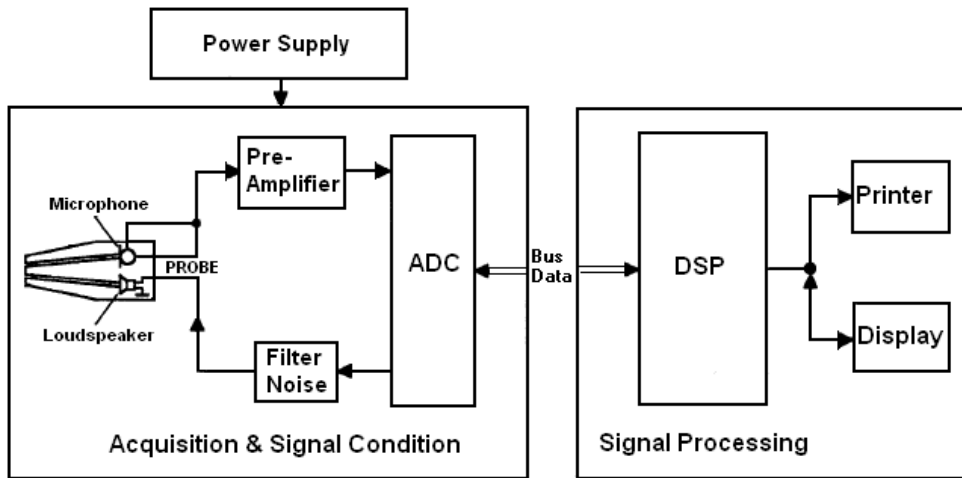 Power Supply
Pre-
Amplifier
Microphone
PROBE
Loudspeaker
Filter
Noise
ADC
Acquisition & Signal Condition
Bus
Data
DSP
Printer
Display
Signal Processing